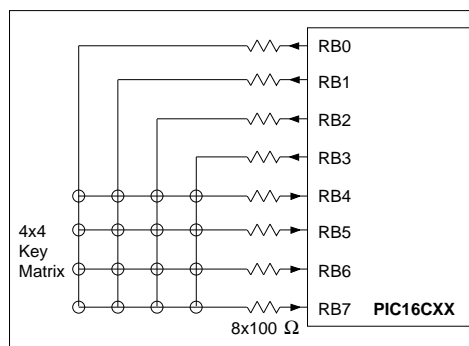 RB0
RB1
RB2
RB3
RB4
RB5
RB6
RB7
PIC16CXX
4x4
Key
Matrix
8x100 Ω